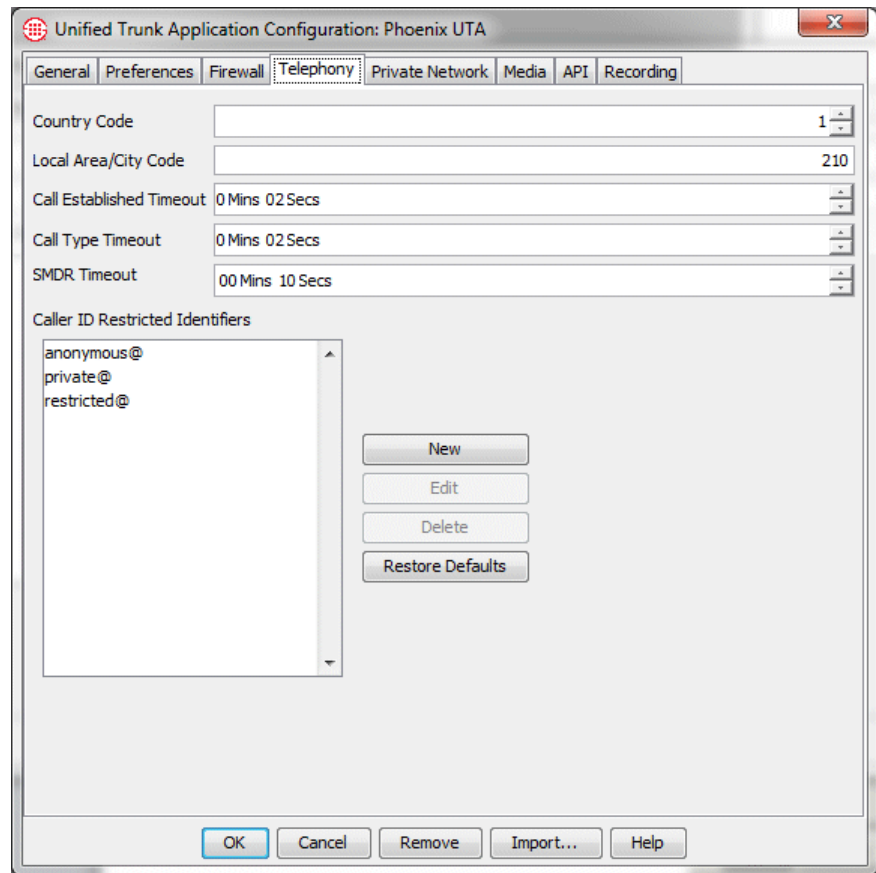 Unified Trunk Application Configuration: Phoenix UTA
General Preferences Firewall Telephony Private Network Media API Recording
Country Code 1
Local Area/City Code 210
Call Established Timeout 0 Mins 02 Secs
Call Type Timeout 0 Mins 02 Secs
SMDR Timeout 00 Mins 10 Secs
Caller ID Restricted Identifiers
anonymous@
private@
restricted@
New
Edit
Delete
Restore Defaults
OK Cancel Remove Import... Help